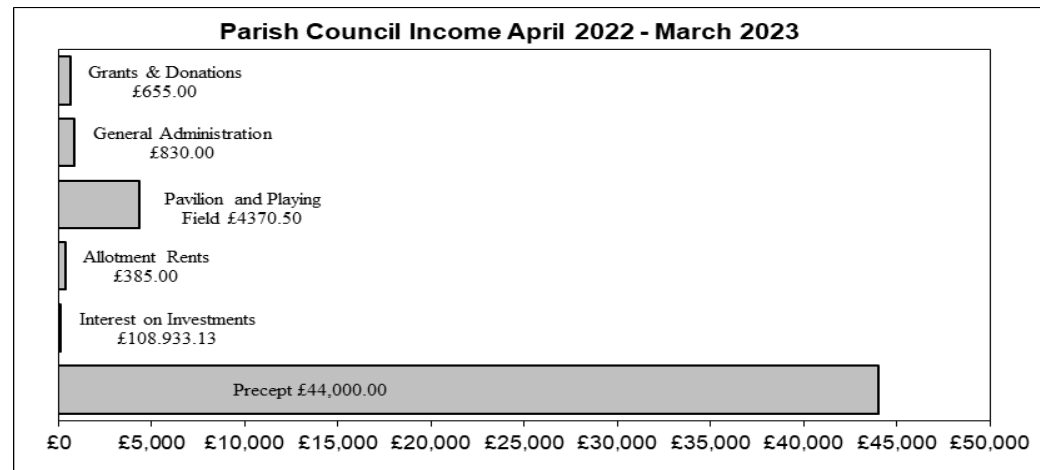 Parish Council Income April 2022 - March 2023
Grants & Donations
£655.00
General Administration
£830.00
Pavilion and Playing
Field £4370.50
Allotment Rents
£385.00
Interest on Investments
£108.933.13
Precept £44,000.00
£0 £5,000 £10,000 £15,000 £20,000 £25,000 £30,000 £35,000 £40,000 £45,000 £50,000